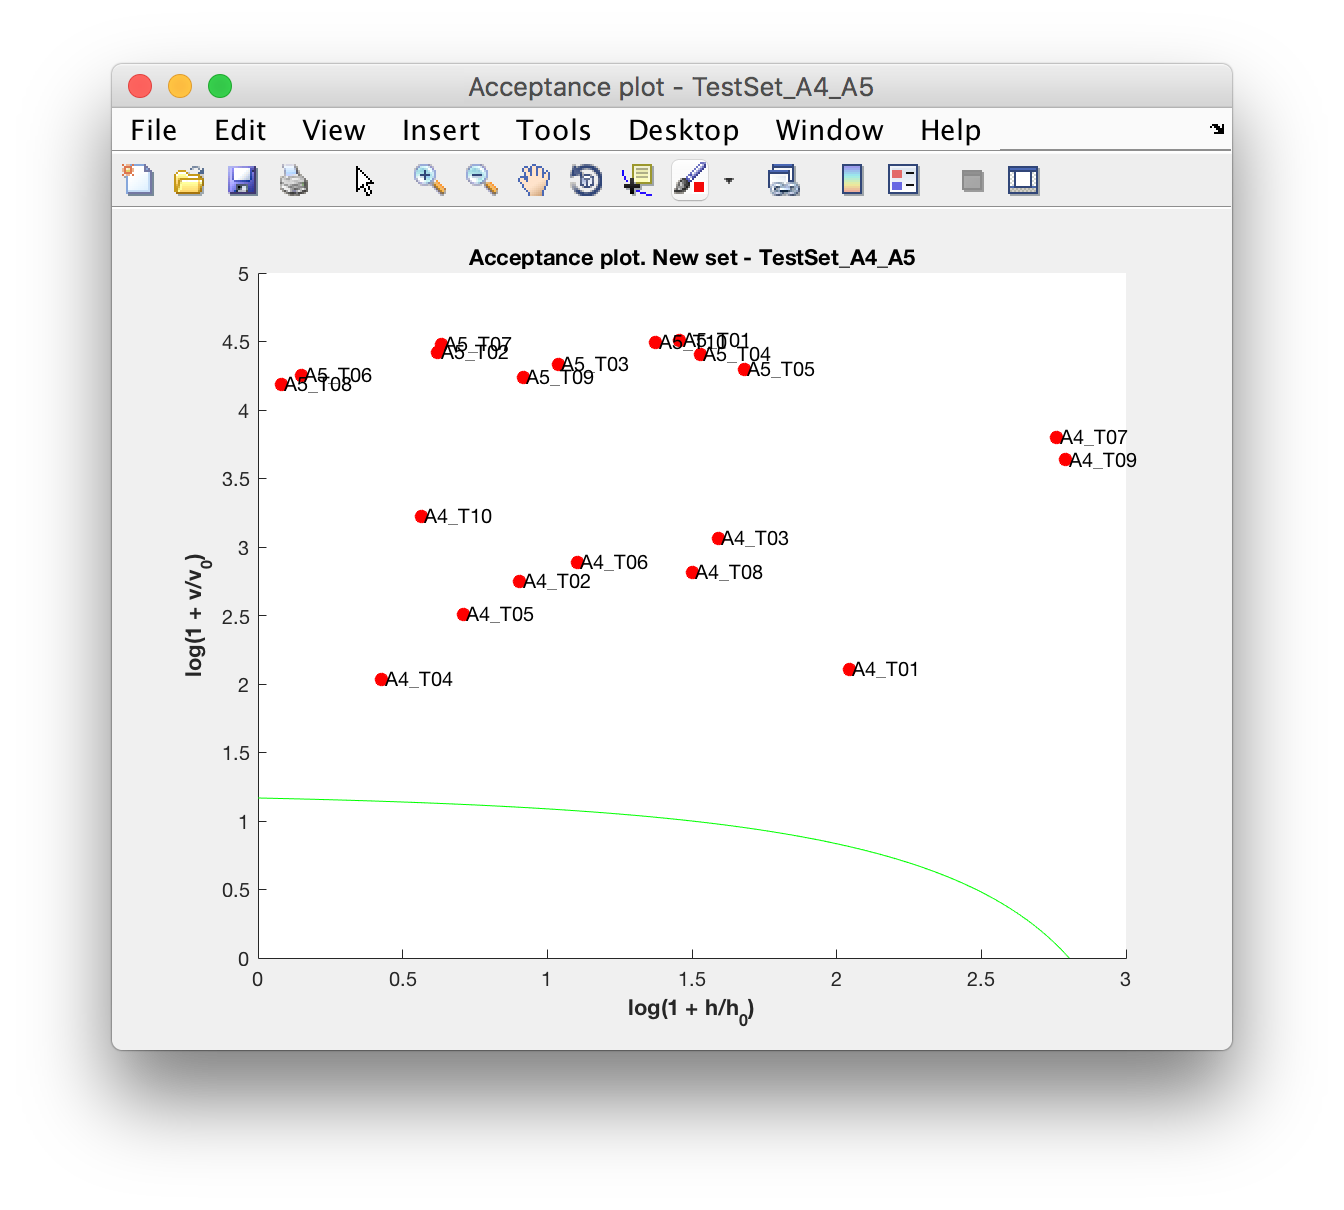 Acceptance plot - TestSet_A4_A5
File Edit View Insert Tools Desktop Window Help
Acceptance plot. New set - TestSet_A4_A5
5
4.5
4
3.5
3
2.5
2
1.5
1
0.5
0
log(1 + v/v0)
A5_T07
A5_T02
A5_T10
A5_T01
A5_T04
A5_T03
A5_T05
A5_T06
A5_T09
A5_T08
A4_T07
A4_T09
A4_T10
A4_T03
A4_T06
A4_T08
A4_T02
A4_T05
A4_T01
A4_T04
0 0.5 1 1.5 2 2.5 3
log(1 + h/h0)